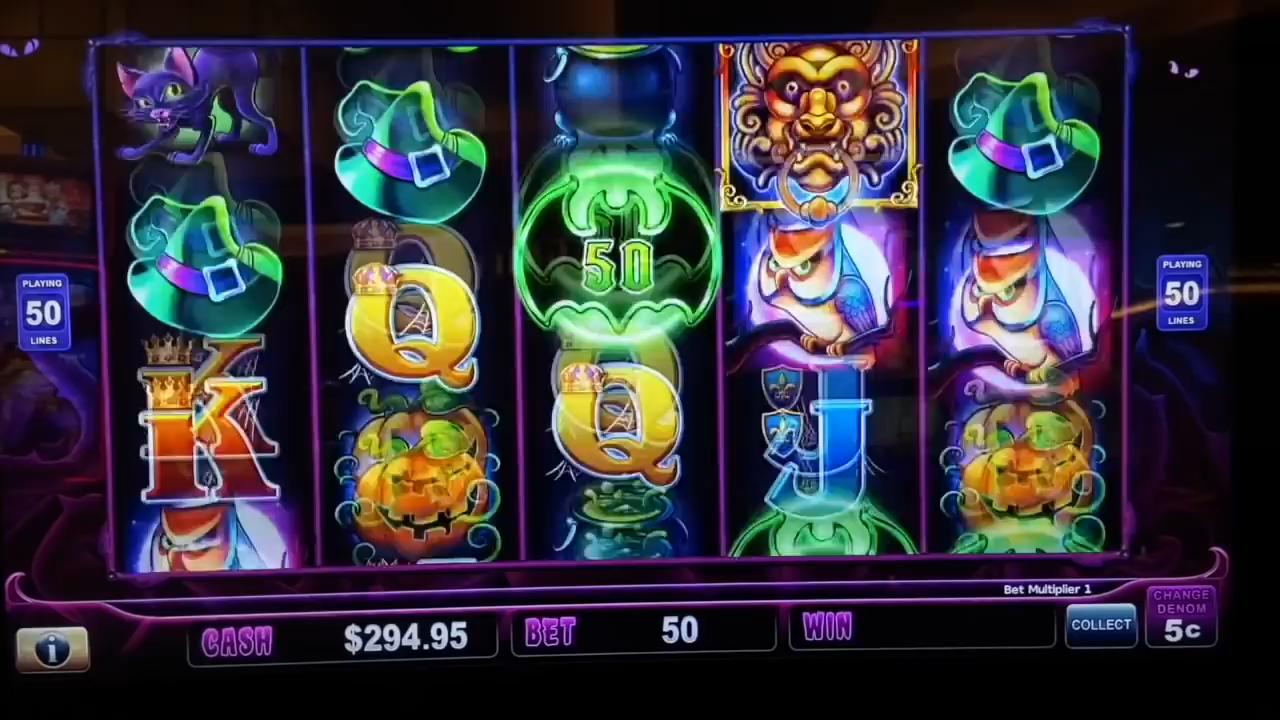 50
Q
K
Q
J
PLAYING
50
LINES
PLAYING
50
LINES
Bet Multiplier 1
CASH $294.95
BET 50
WIN
COLLECT
CHANGE
DENOM
5¢
i